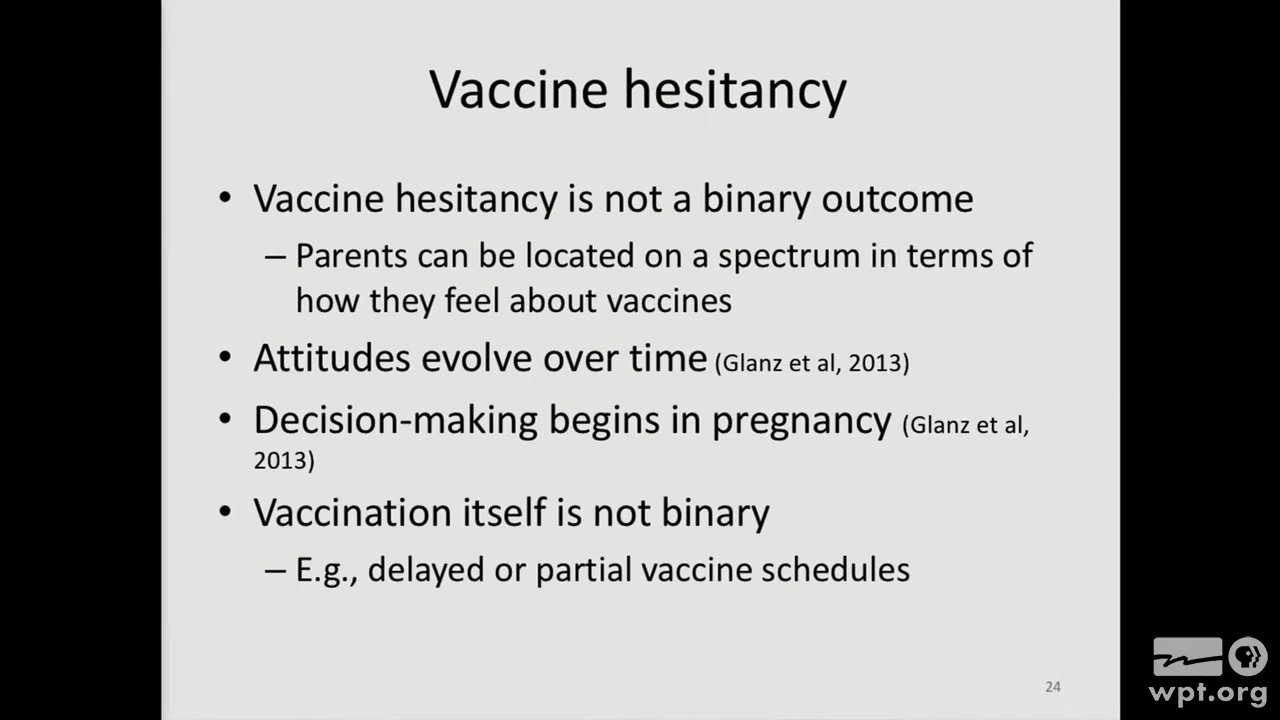 Vaccine hesitancy
• Vaccine hesitancy is not a binary outcome
– Parents can be located on a spectrum in terms of
how they feel about vaccines
• Attitudes evolve over time (Glanz et al, 2013)
• Decision-making begins in pregnancy (Glanz et al,
2013)
• Vaccination itself is not binary
– E.g., delayed or partial vaccine schedules
24
wpt.org